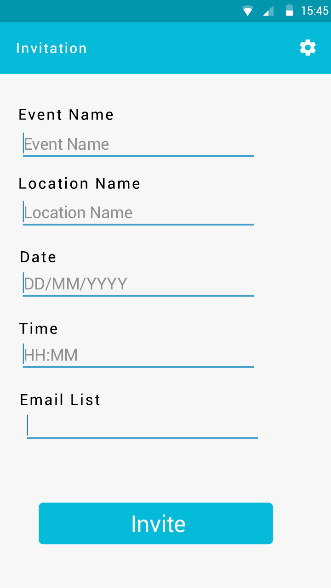 15:45
Invitation
Event Name
Event Name
Location Name
Location Name
Date
DD/MM/YYYY
Time
HH:MM
Email List
Invite